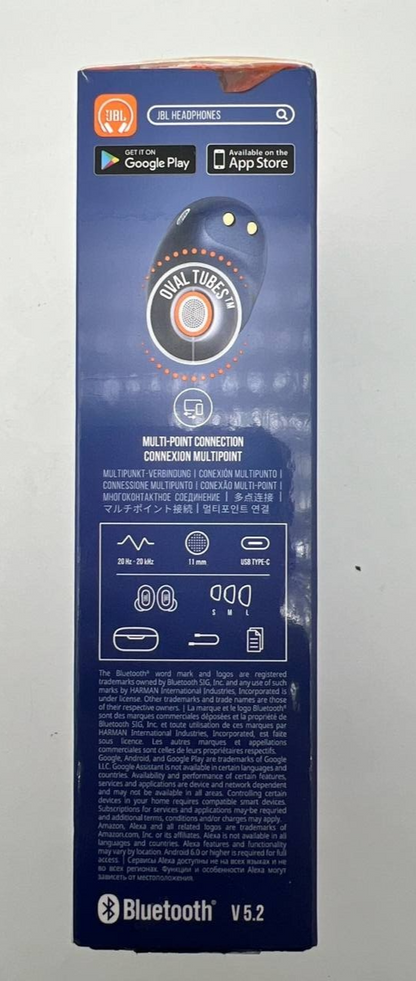 JBL
JBL HEADPHONES
GET IT ON
Google Play
Available on the
App Store
OVAL TUBES™
MULTI-POINT CONNECTION
CONNEXION MULTIPOINT
MULTIPUNKT-VERBINDUNG | CONEXIÓN MULTIPUNTO |
CONNESSIONE MULTIPUNTO | CONEXÃO MULTI-POINT |
МНОГОКОНТАКТНОЕ СОЕДИНЕНИЕ | 多点连接 |
マルチポイント接続 | 멀티포인트 연결
20 Hz - 20 kHz
11 mm
USB TYPE-C
S M L
The Bluetooth® word mark and logos are registered
trademarks owned by Bluetooth SIG, Inc. and any use of such
marks by HARMAN International Industries, Incorporated is
under license. Other trademarks and trade names are those
of their respective owners. | La marque et le logo Bluetooth®
sont des marques commerciales déposées et la propriété de
Bluetooth SIG, Inc. et toute utilisation de ces marques par
HARMAN International Industries, Incorporated, est faite
sous licence. Les autres marques et appellations
commerciales sont celles de leurs propriétaires respectifs.
Google, Android, and Google Play are trademarks of Google
LLC. Google Assistant is not available in certain languages and
countries. Availability and performance of certain features,
services and applications are device and network dependent
and may not be available in all areas. Controlling certain
devices in your home requires compatible smart devices.
Subscriptions for services and applications may be required
and additional terms, conditions and/or charges may apply.
Amazon, Alexa and all related logos are trademarks of
Amazon.com, Inc. or its affiliates. Alexa is not available in all
languages and countries. Alexa features and functionality
may vary by location. Android 6.0 or higher is required for full
access. | Сервисы Alexa доступны не на всех языках и не
во всех регионах. Функции и особенности Alexa могут
зависеть от местоположения.
Bluetooth® V 5.2